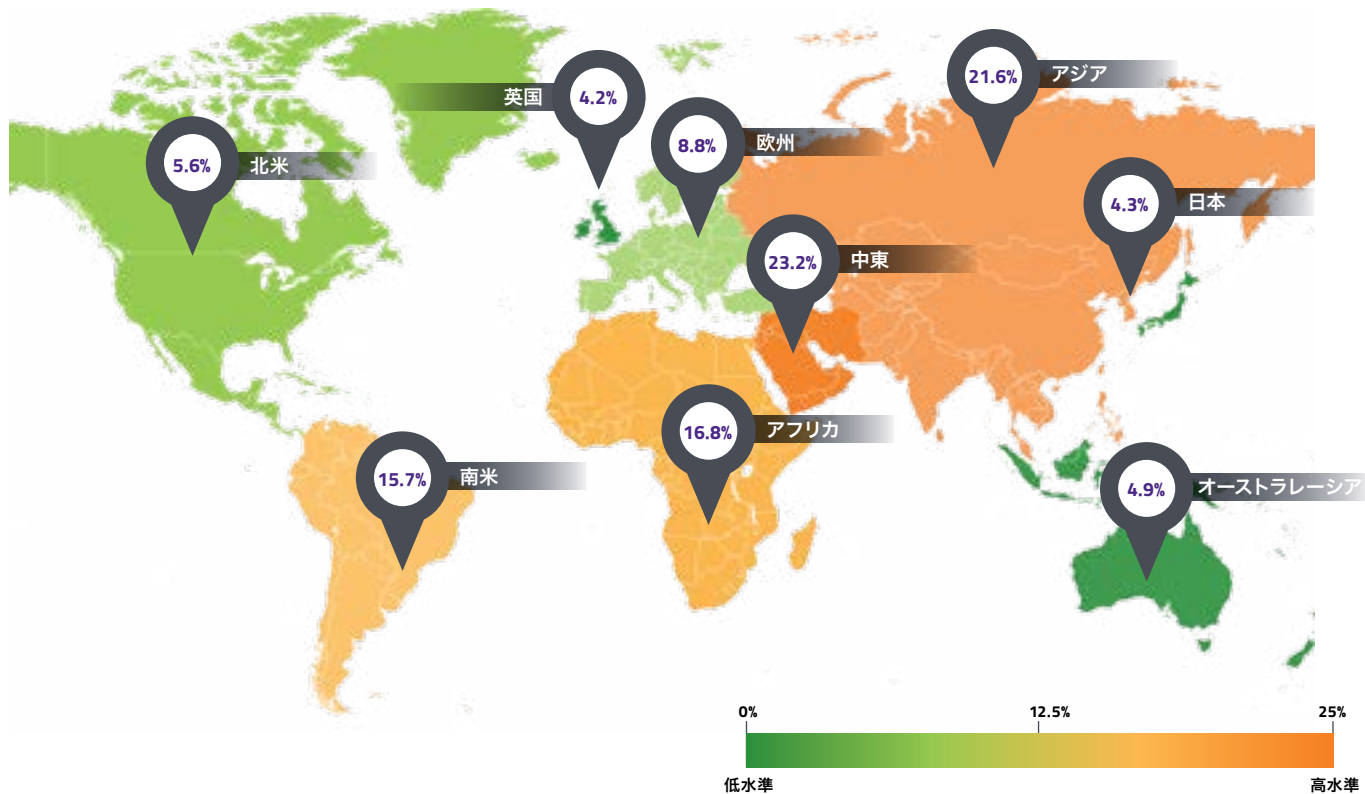 21.6%
アジア
英国
4.2%
8.8%
欧州
5.6%
北米
4.3%
日本
23.2%
中東
16.8%
アフリカ
15.7%
南米
4.9%
オーストラレーシア
0%
12.5%
25%
低水準
高水準